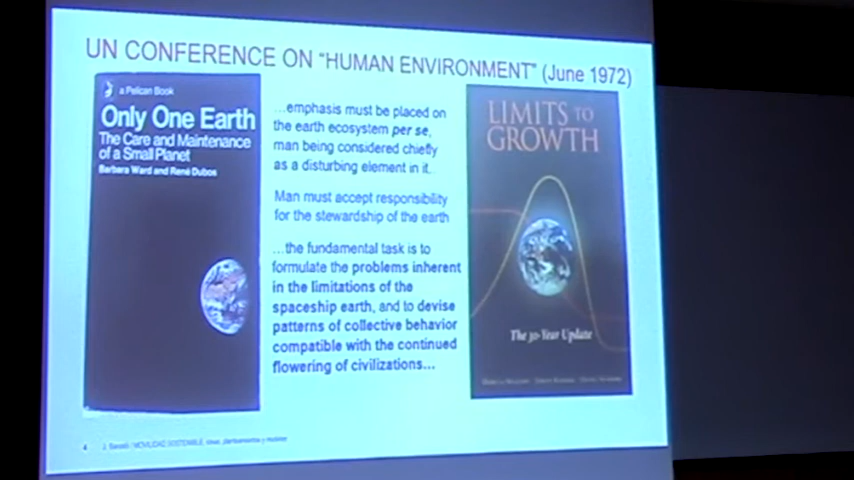 UN CONFERENCE ON “HUMAN ENVIRONMENT” (June 1972)
a Pelican Book
Only One Earth
The Care and Maintenance
of a Small Planet
Barbara Ward and René Dubos
...emphasis must be placed on
the earth ecosystem per se,
man being considered chiefly
as a disturbing element in it.
Man must accept responsibility
for the stewardship of the earth
...the fundamental task is to
formulate the problems inherent
in the limitations of the
spaceship earth, and to devise
patterns of collective behavior
compatible with the continued
flowering of civilizations...
LIMITS TO
GROWTH
The 30-Year Update
4
MOVILIDAD SOSTENIBLE